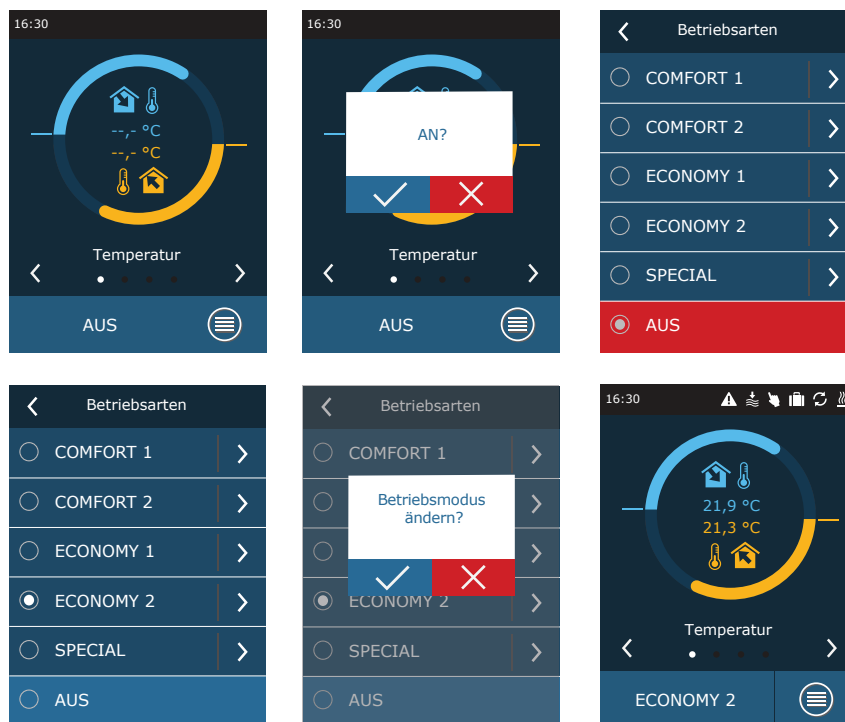 16:30
--,- °C
--,- °C
Temperatur
AUS
16:30
AN?
Temperatur
AUS
Betriebsarten
COMFORT 1
COMFORT 2
ECONOMY 1
ECONOMY 2
SPECIAL
AUS
Betriebsarten
COMFORT 1
COMFORT 2
ECONOMY 1
ECONOMY 2
SPECIAL
AUS
Betriebsarten
COMFORT 1
Betriebsmodus
ändern?
ECONOMY 2
SPECIAL
AUS
16:30
21,9 °C
21,3 °C
Temperatur
ECONOMY 2